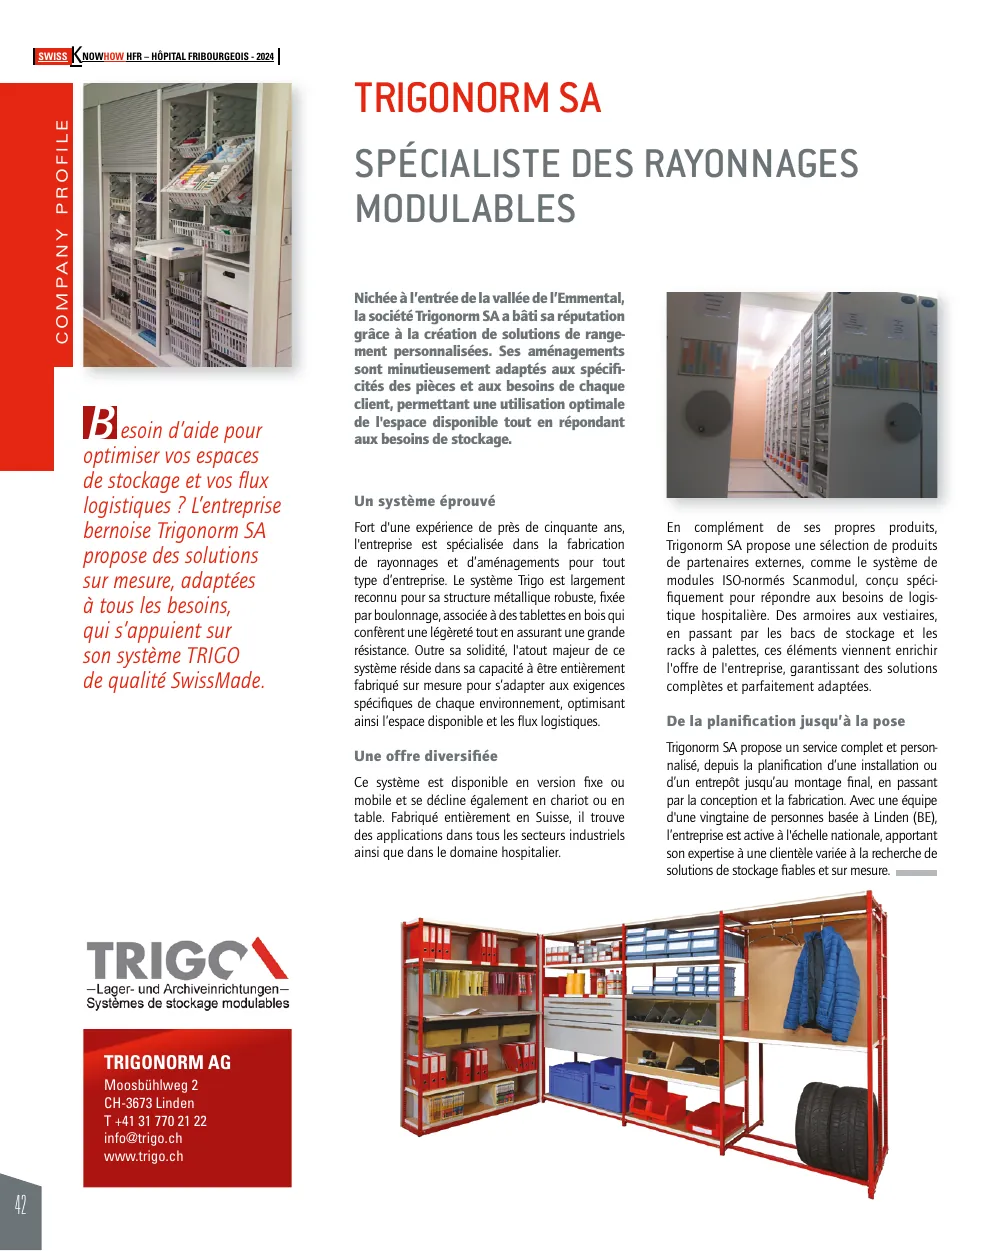 SWISS KNOWHOW HFR – HÔPITAL FRIBOURGEOIS - 2024
COMPANY PROFILE
TRIGONORM SA
SPÉCIALISTE DES RAYONNAGES
MODULABLES
Besoin d’aide pour
optimiser vos espaces
de stockage et vos flux
logistiques ? L’entreprise
bernoise Trigonorm SA
propose des solutions
sur mesure, adaptées
à tous les besoins,
qui s’appuient sur
son système TRIGO
de qualité SwissMade.
Nichée à l’entrée de la vallée de l’Emmental,
la société Trigonorm SA a bâti sa réputation
grâce à la création de solutions de range-
ment personnalisées. Ses aménagements
sont minutieusement adaptés aux spécifi-
cités des pièces et aux besoins de chaque
client, permettant une utilisation optimale
de l'espace disponible tout en répondant
aux besoins de stockage.
Un système éprouvé
Fort d'une expérience de près de cinquante ans,
l'entreprise est spécialisée dans la fabrication
de rayonnages et d’aménagements pour tout
type d’entreprise. Le système Trigo est largement
reconnu pour sa structure métallique robuste, fixée
par boulonnage, associée à des tablettes en bois qui
confèrent une légèreté tout en assurant une grande
résistance. Outre sa solidité, l'atout majeur de ce
système réside dans sa capacité à être entièrement
fabriqué sur mesure pour s’adapter aux exigences
spécifiques de chaque environnement, optimisant
ainsi l’espace disponible et les flux logistiques.
Une offre diversifiée
Ce système est disponible en version fixe ou
mobile et se décline également en chariot ou en
table. Fabriqué entièrement en Suisse, il trouve
des applications dans tous les secteurs industriels
ainsi que dans le domaine hospitalier.
En complément de ses propres produits,
Trigonorm SA propose une sélection de produits
de partenaires externes, comme le système de
modules ISO-normés Scanmodul, conçu spéci-
fiquement pour répondre aux besoins de logis-
tique hospitalière. Des armoires aux vestiaires,
en passant par les bacs de stockage et les
racks à palettes, ces éléments viennent enrichir
l'offre de l'entreprise, garantissant des solutions
complètes et parfaitement adaptées.
De la planification jusqu’à la pose
Trigonorm SA propose un service complet et person-
nalisé, depuis la planification d’une installation ou
d’un entrepôt jusqu’au montage final, en passant
par la conception et la fabrication. Avec une équipe
d'une vingtaine de personnes basée à Linden (BE),
l’entreprise est active à l'échelle nationale, apportant
son expertise à une clientèle variée à la recherche de
solutions de stockage fiables et sur mesure.
TRIGO
Lager- und Archiveinrichtungen
Systèmes de stockage modulables
TRIGONORM AG
Moosbühlweg 2
CH-3673 Linden
T +41 31 770 21 22
info@trigo.ch
www.trigo.ch
42